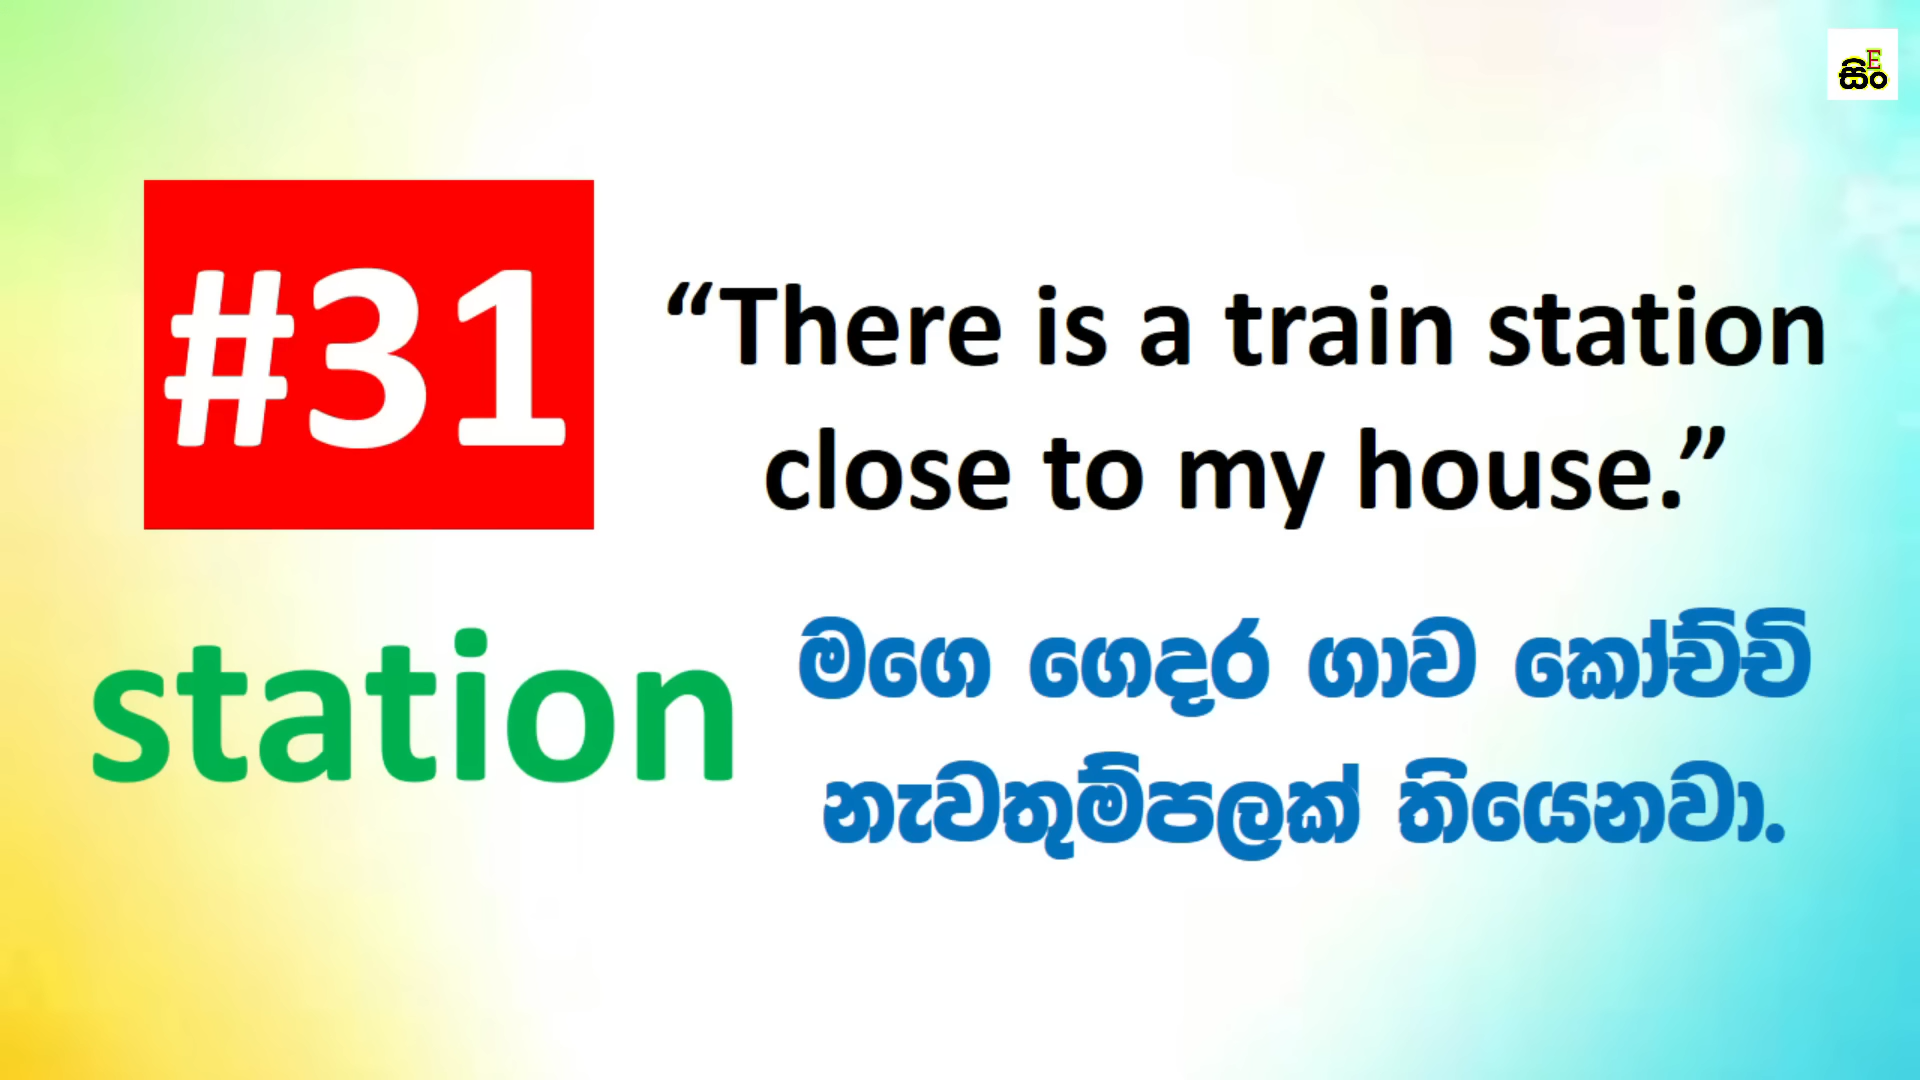 සිංE
#31
“There is a train station
close to my house.”
station
මගෙ ගෙදර ගාව කෝච්චි
නැවතුම්පලක් තියෙනවා.